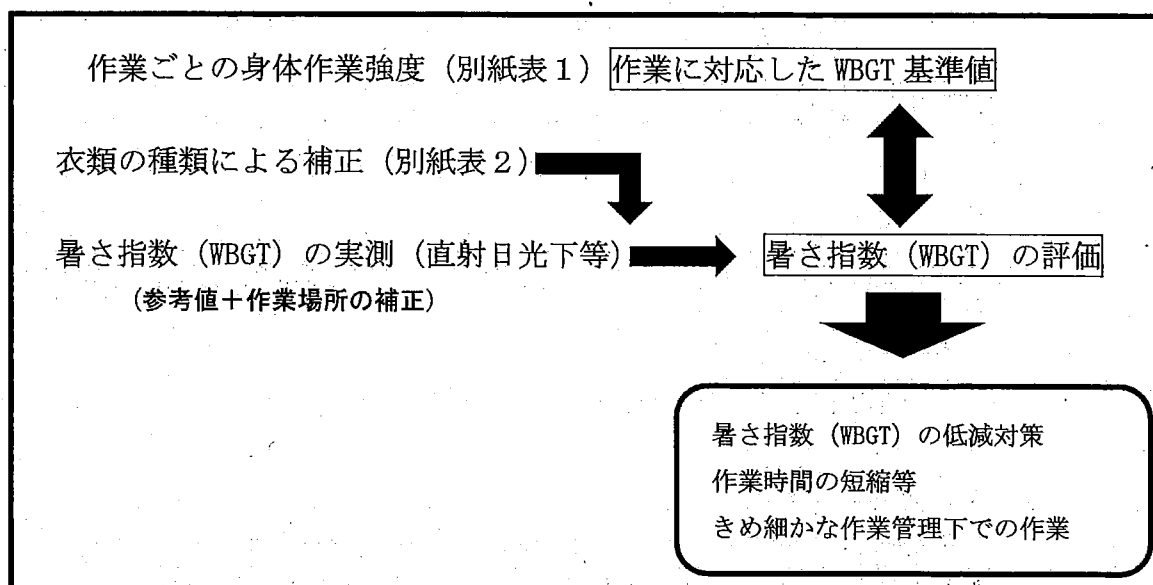 作業ごとの身体作業強度（別紙表１）作業に対応した WBGT 基準値
衣類の種類による補正（別紙表２）
暑さ指数（WBGT）の実測（直射日光下等）暑さ指数（WBGT）の評価
（参考値＋作業場所の補正）
暑さ指数（WBGT）の低減対策
作業時間の短縮等
きめ細かな作業管理下での作業